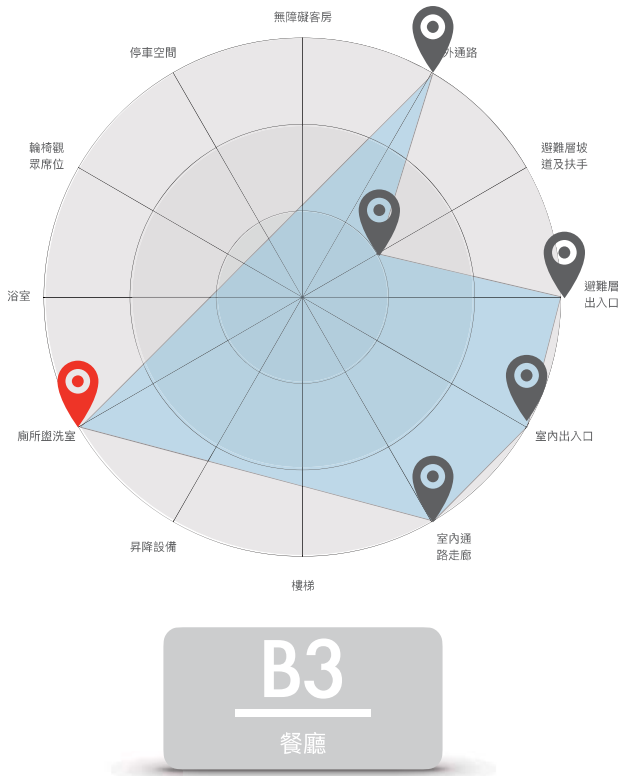 無障礙客房
停車空間
外通路
輪椅觀
眾席位
避難層坡
道及扶手
浴室
避難層
出入口
廁所盥洗室
室內出入口
昇降設備
室內通
路走廊
樓梯
B3
餐廳